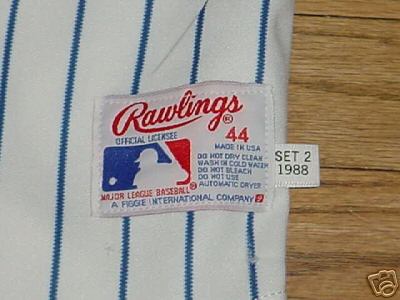 Rawlings®
OFFICIAL LICENSEE
44
MADE IN USA
DO NOT DRY CLEAN
WASH IN COLD WATER
DO NOT BLEACH
DO NOT USE
AUTOMATIC DRYER
MAJOR LEAGUE BASEBALL®
A FIGGIE INTERNATIONAL COMPANY
SET 2
1988